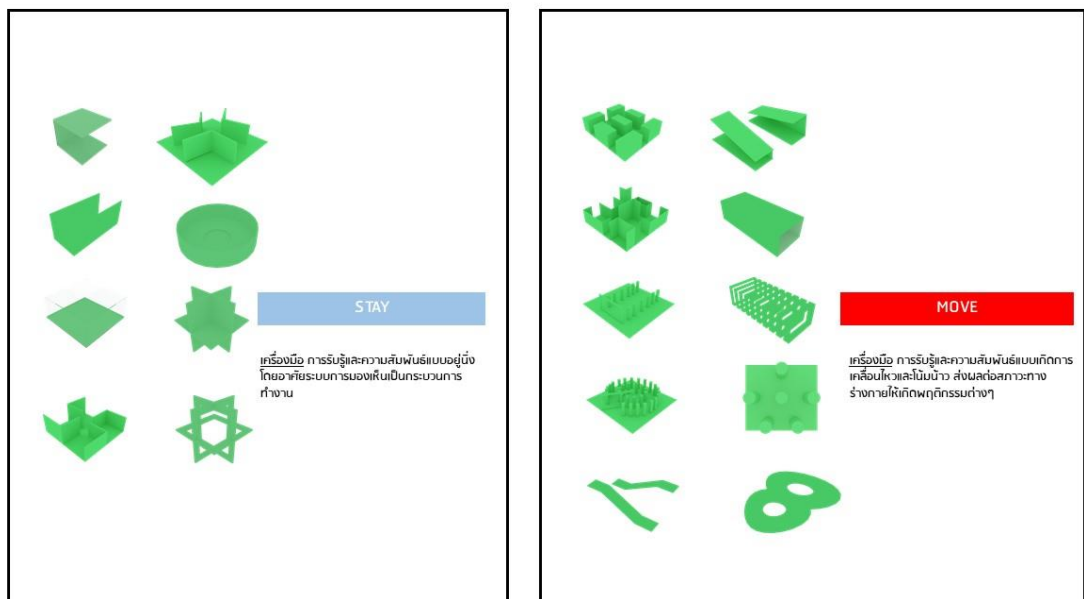 STAY
เครื่องมือ การรับรู้และความสัมพันธ์แบบอยู่นิ่ง
โดยอาศัยระบบการมองเห็นเป็นกระบวนการ
ทำงาน
MOVE
เครื่องมือ การรับรู้และความสัมพันธ์แบบเกิดการ
เคลื่อนไหวและโน้มน้าว ส่งผลต่อสภาวะทาง
ร่างกายให้เกิดพฤติกรรมต่างๆ